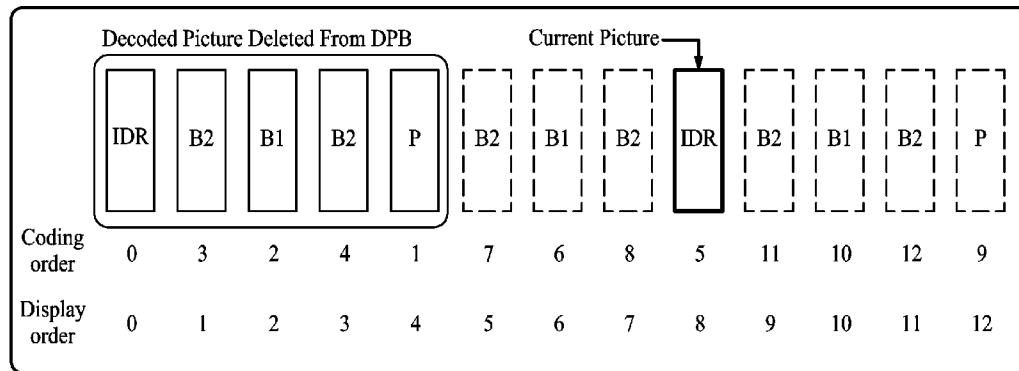 Decoded Picture Deleted From DPB Current Picture
IDR B2 B1 B2 P B2 B1 B2 IDR B2 B1 B2 P
Coding order 0 3 2 4 1 7 6 8 5 11 10 12 9
Display order 0 1 2 3 4 5 6 7 8 9 10 11 12